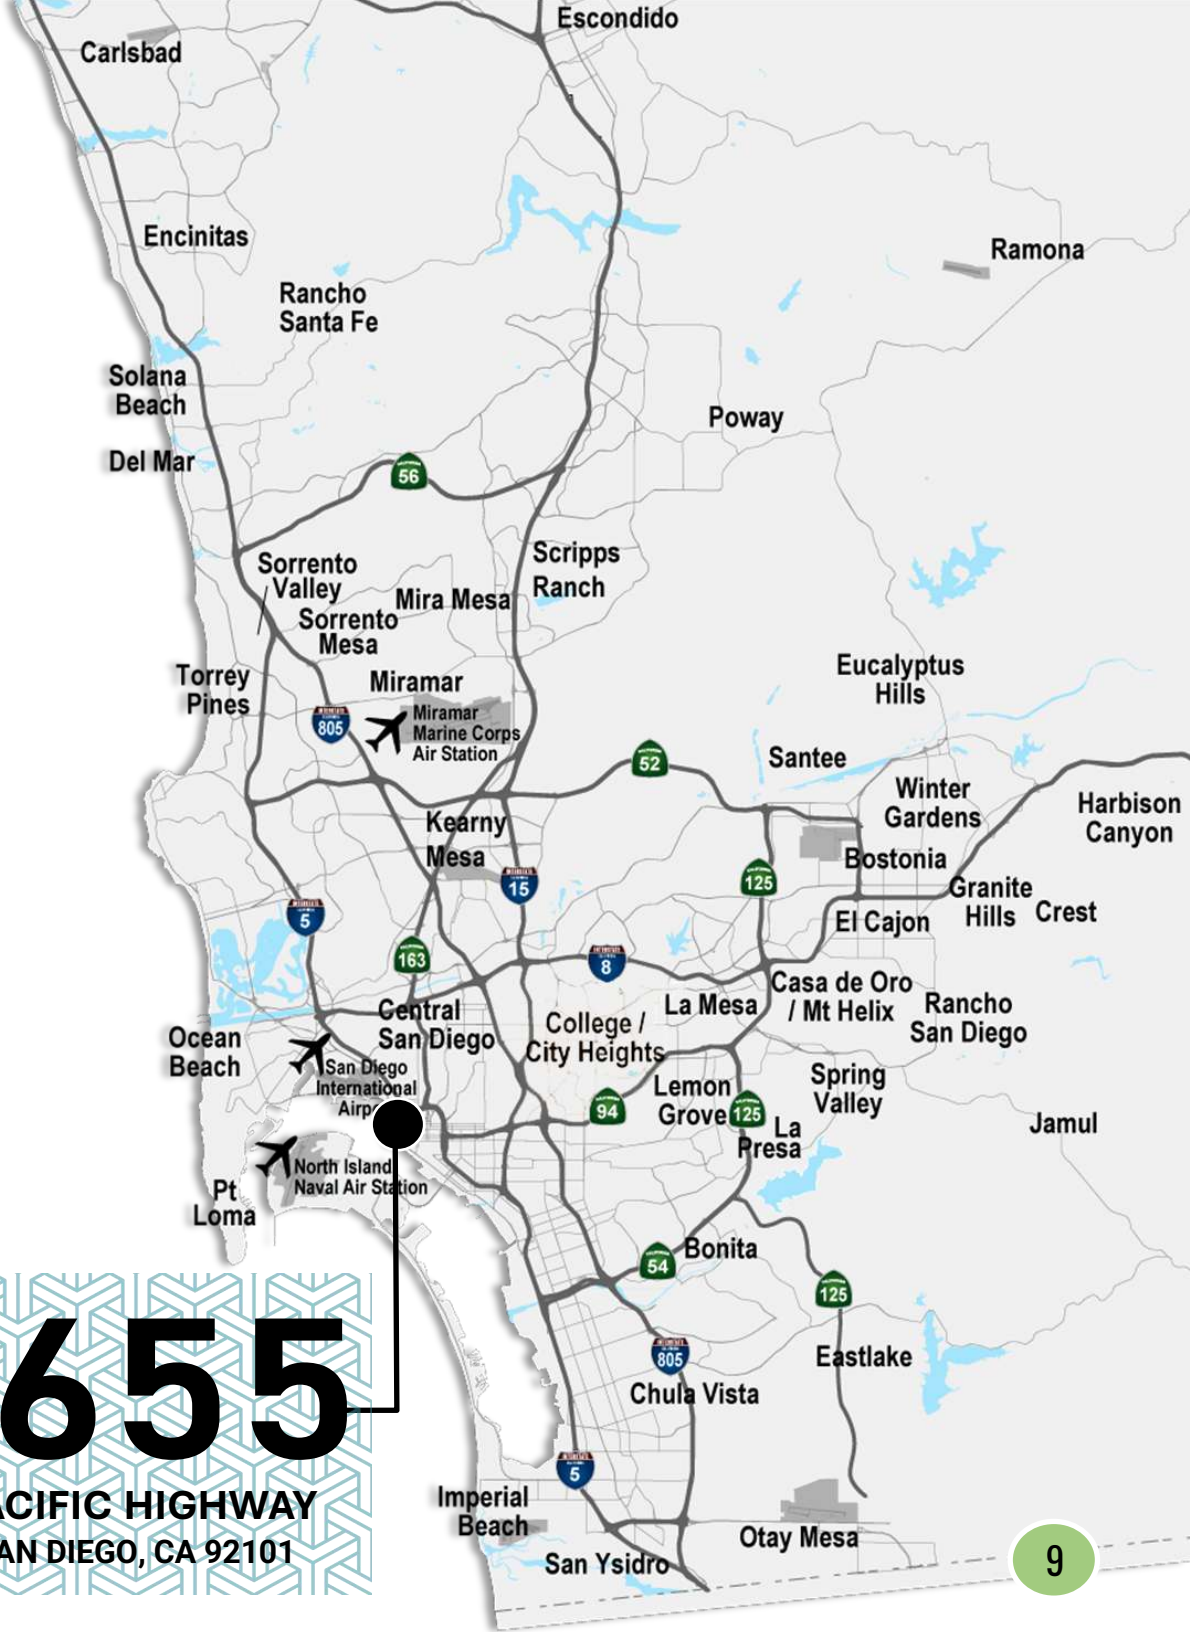 Escondido
Carlsbad
Encinitas
Ramona
Rancho
Santa Fe
Solana
Beach
Poway
Del Mar
56
Scripps
Ranch
Sorrento
Valley
Mira Mesa
Sorrento
Mesa
Eucalyptus
Hills
Torrey
Pines
Miramar
805
Miramar
Marine Corps
Air Station
52
Santee
Winter
Gardens
Harbison
Canyon
Kearny
Mesa
Bostonia
15
125
Granite
Hills
Crest
5
El Cajon
163
8
Casa de Oro
/ Mt Helix
La Mesa
Rancho
San Diego
Central
San Diego
College /
City Heights
Ocean
Beach
San Diego
International
Airpo
Lemon
Grove
Spring
Valley
94
125
La
Presa
Jamul
North Island
Naval Air Station
Pt
Loma
Bonita
54
125
655
805
Eastlake
Chula Vista
5
ACIFIC HIGHWAY
AN DIEGO, CA 92101
Imperial
Beach
Otay Mesa
San Ysidro
9